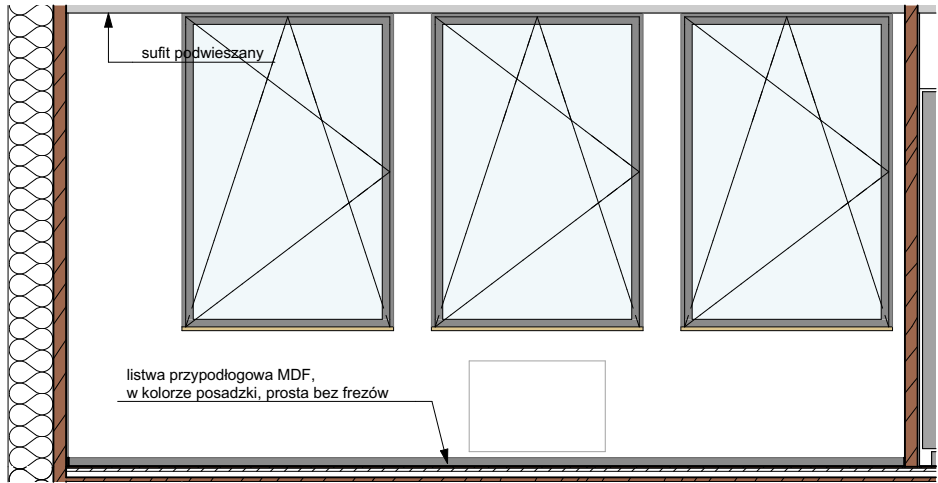 sufit podwieszany
listwa przypodłogowa MDF,
w kolorze posadzki, prosta bez frezów